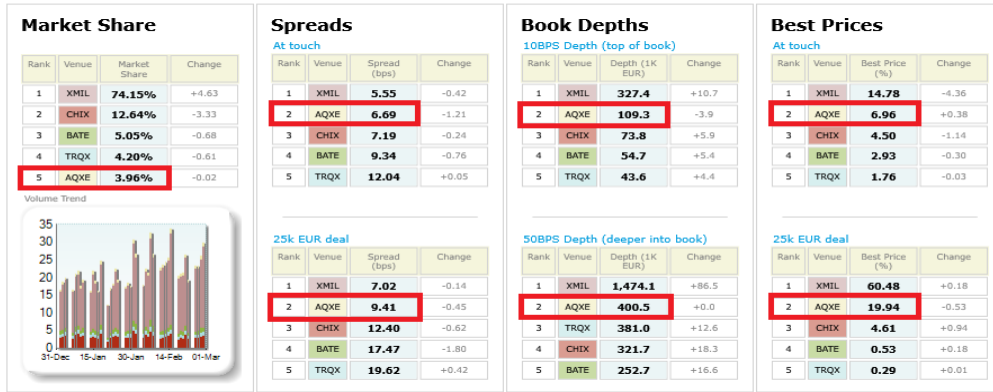 Market Share
Rank Venue Market Share Change
1 XMIL 74.15% +4.63
2 CHIX 12.64% -3.33
3 BATE 5.05% -0.68
4 TRQX 4.20% -0.61
5 AQXE 3.96% -0.02
Volume Trend
35
30
25
20
15
10
5
0
31-Dec 15-Jan 30-Jan 14-Feb 01-Mar
Spreads
At touch
Rank Venue Spread (bps) Change
1 XMIL 5.55 -0.42
2 AQXE 6.69 -1.21
3 CHIX 7.19 -0.24
4 BATE 9.34 -0.76
5 TRQX 12.04 +0.05
25k EUR deal
Rank Venue Spread (bps) Change
1 XMIL 7.02 -0.14
2 AQXE 9.41 -0.45
3 CHIX 12.40 -0.62
4 BATE 17.47 -1.80
5 TRQX 19.62 +0.42
Book Depths
10BPS Depth (top of book)
Rank Venue Depth (1K EUR) Change
1 XMIL 327.4 +10.7
2 AQXE 109.3 -3.9
3 CHIX 73.8 +5.9
4 BATE 54.7 +5.4
5 TRQX 43.6 +4.4
50BPS Depth (deeper into book)
Rank Venue Depth (1K EUR) Change
1 XMIL 1,474.1 +86.5
2 AQXE 400.5 +0.0
3 TRQX 381.0 +12.6
4 CHIX 321.7 +18.3
5 BATE 252.7 +16.6
Best Prices
At touch
Rank Venue Best Price (%) Change
1 XMIL 14.78 -4.36
2 AQXE 6.96 +0.38
3 CHIX 4.50 -1.14
4 BATE 2.93 -0.30
5 TRQX 1.76 -0.03
25k EUR deal
Rank Venue Best Price (%) Change
1 XMIL 60.48 +0.18
2 AQXE 19.94 -0.53
3 CHIX 4.61 +0.94
4 BATE 0.53 +0.18
5 TRQX 0.29 +0.01